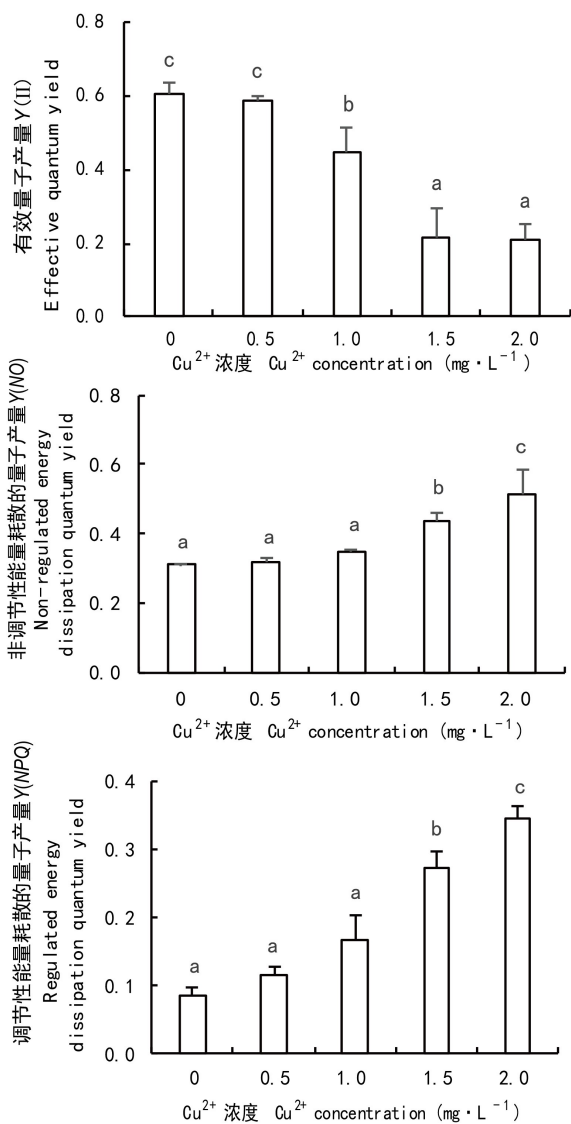 有效量子产量Y(II)
Effective quantum yield
0.8
0.6
0.4
0.2
0.0
c
c
b
a
a
0 0.5 1.0 1.5 2.0
Cu²⁺浓度 Cu²⁺ concentration (mg·L⁻¹)
非调节性能量耗散的量子产量Y(NO)
Non-regulated energy
dissipation quantum yield
0.8
0.6
0.4
0.2
0.0
a
a
a
b
c
0 0.5 1.0 1.5 2.0
Cu²⁺浓度 Cu²⁺ concentration (mg·L⁻¹)
调节性能量耗散的量子产量Y(NPQ)
Regulated energy
dissipation quantum yield
0.4
0.3
0.2
0.1
0.0
a
a
a
b
c
0 0.5 1.0 1.5 2.0
Cu²⁺浓度 Cu²⁺ concentration (mg·L⁻¹)